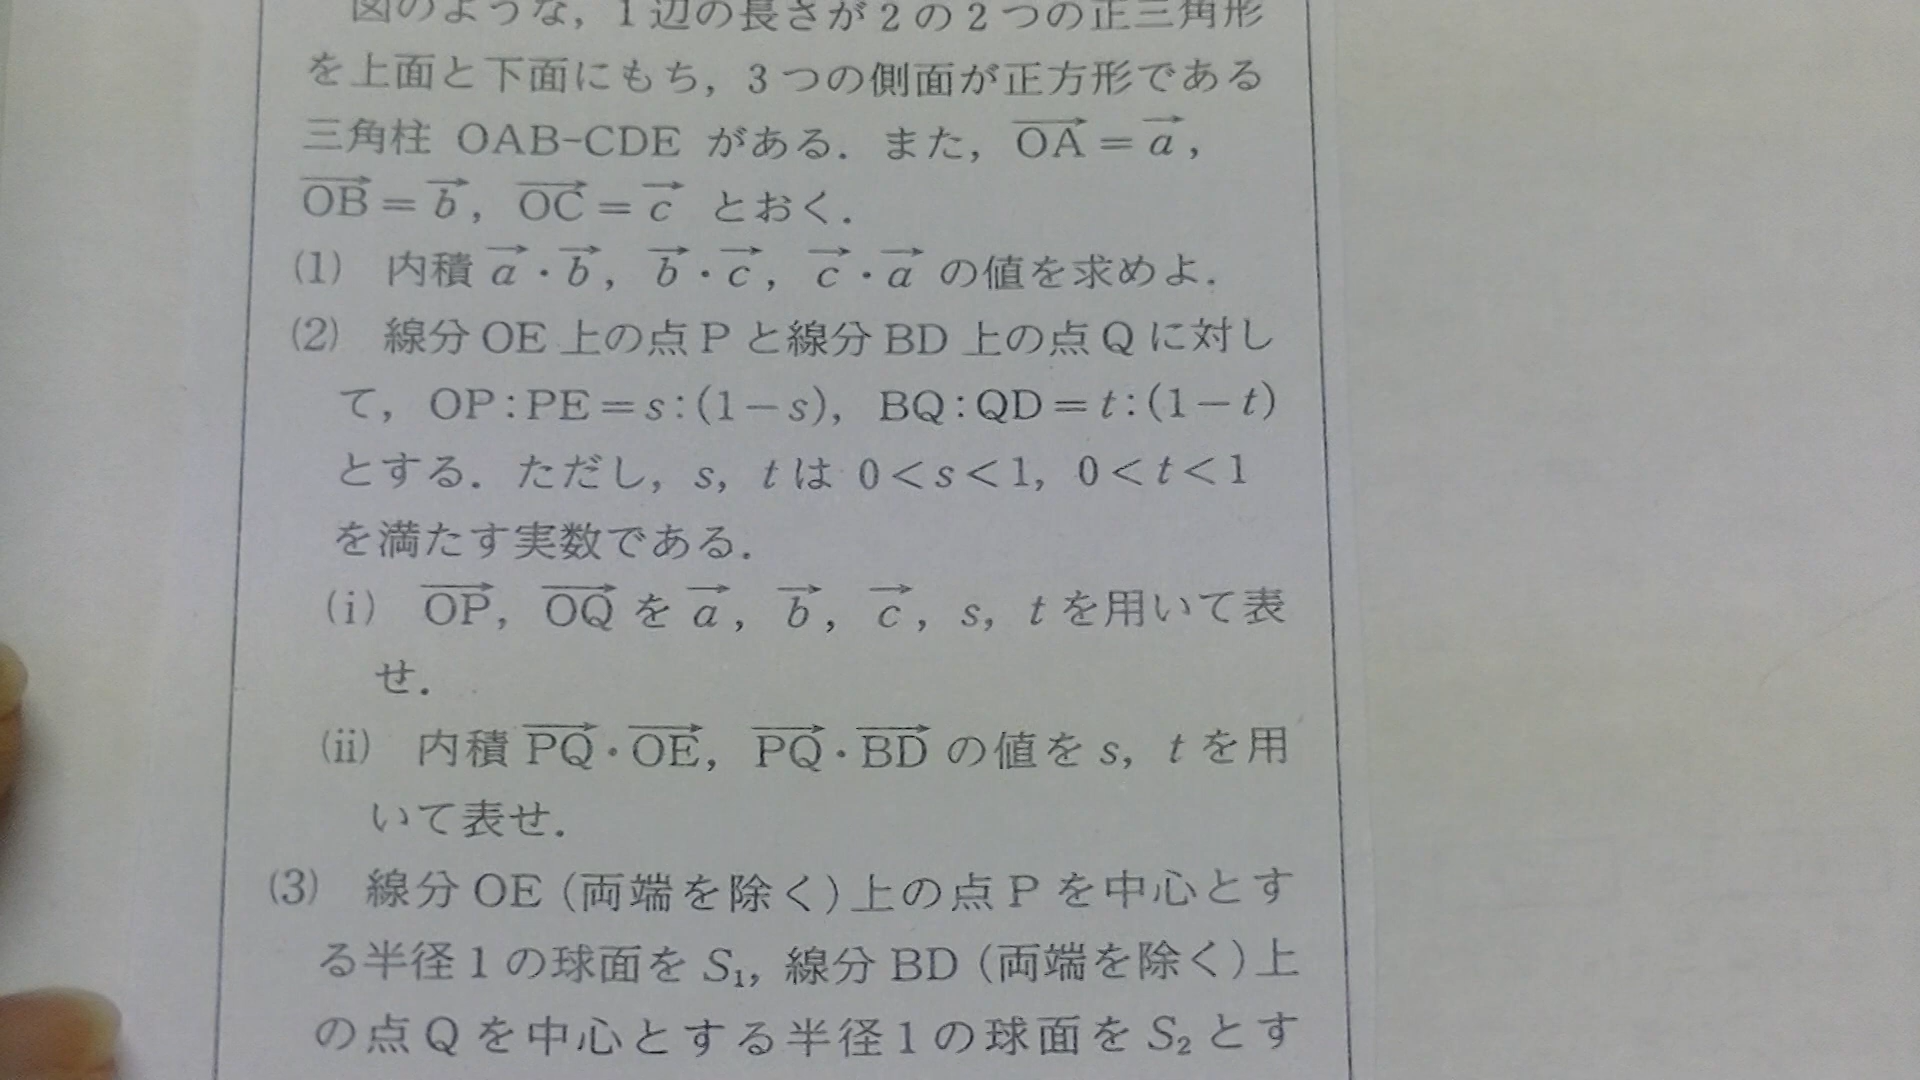 図のような，1辺の長さが2の2つの正三角形
を上面と下面にもち，3つの側面が正方形である
三角柱 OAB-CDE がある．また，$\overrightarrow{OA}=\vec{a}$，
$\overrightarrow{OB}=\vec{b}$，$\overrightarrow{OC}=\vec{c}$ とおく．
(1) 内積 $\vec{a}\cdot\vec{b}$，$\vec{b}\cdot\vec{c}$，$\vec{c}\cdot\vec{a}$ の値を求めよ．
(2) 線分 OE 上の点 P と線分 BD 上の点 Q に対し
て，OP：PE＝s：(1－s)，BQ：QD＝t：(1－t)
とする．ただし，s，t は 0＜s＜1，0＜t＜1
を満たす実数である．
(i) $\overrightarrow{OP}$，$\overrightarrow{OQ}$ を $\vec{a}$，$\vec{b}$，$\vec{c}$，s，t を用いて表
せ．
(ii) 内積 $\overrightarrow{PQ}\cdot\overrightarrow{OE}$，$\overrightarrow{PQ}\cdot\overrightarrow{BD}$ の値を s，t を用
いて表せ．
(3) 線分 OE（両端を除く）上の点 P を中心とす
る半径1の球面を $S_1$，線分 BD（両端を除く）上
の点 Q を中心とする半径1の球面を $S_2$ とす